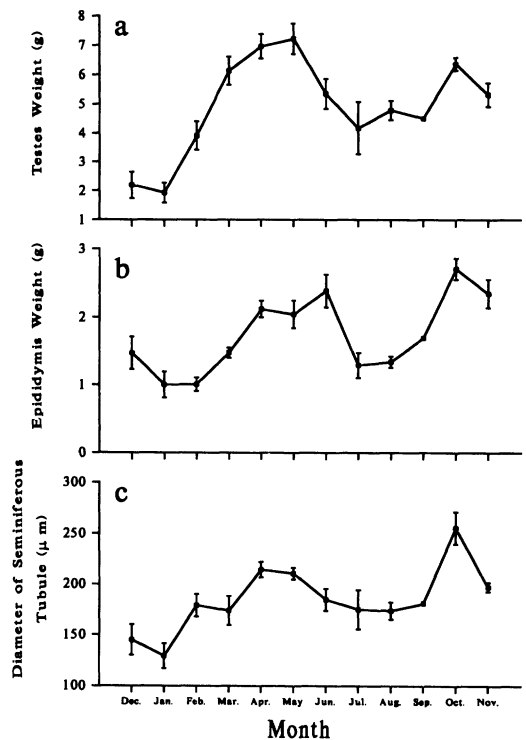 a
Testes Weight (g)
8
7
6
5
4
3
2
1
b
Epididymis Weight (g)
3
2
1
0
c
Diameter of Seminiferous
Tubule (μ m)
300
250
200
150
100
Dec. Jan. Feb. Mar. Apr. May Jun. Jul. Aug. Sep. Oct. Nov.
Month